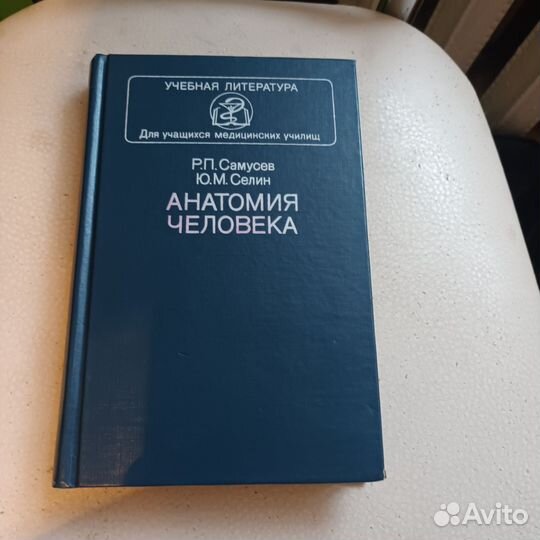 УЧЕБНАЯ ЛИТЕРАТУРА
Для учащихся медицинских училищ
Р.П. Самусев
Ю.М. Селин
АНАТОМИЯ
ЧЕЛОВЕКА
Avito